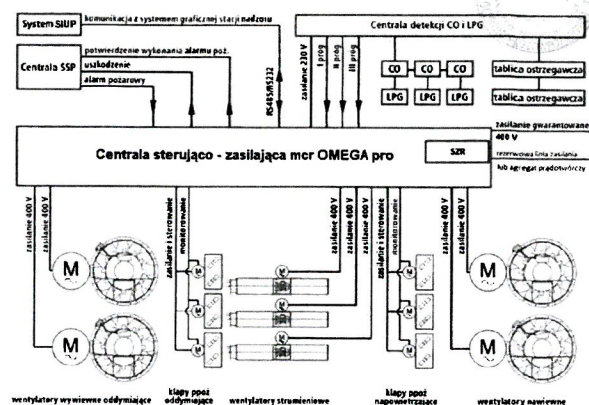 System SIUP
komunikacja z systemem graficznej stacji nadzoru
Centrala detekcji CO i LPG
Centrala SSP
potwierdzenie wykonania alarmu poż.
uszkodzenie
alarm pożarowy
RS485/RS232
zasilanie 230 V
I próg
II próg
III próg
CO
CO
CO
LPG
LPG
LPG
tablica ostrzegawcza
tablica ostrzegawcza
Centrala sterująco - zasilająca mcr OMEGA pro
SZR
zasilanie gwarantowane
400 V
rezerwowa linia zasilania
lub agregat prądotwórczy
zasilanie 400 V
zasilanie 400 V
zasilanie i sterowanie
monitorowanie
zasilanie 400 V
zasilanie 400 V
zasilanie 400 V
zasilanie i sterowanie
monitorowanie
zasilanie 400 V
zasilanie 400 V
M
M
M
M
M
M
M
M
M
M
M
M
M
wentylatory wywiewne oddymiające
klapy ppoż
oddymiające
wentylatory strumieniowe
klapy ppoż
napowietrzające
wentylatory nawiewne